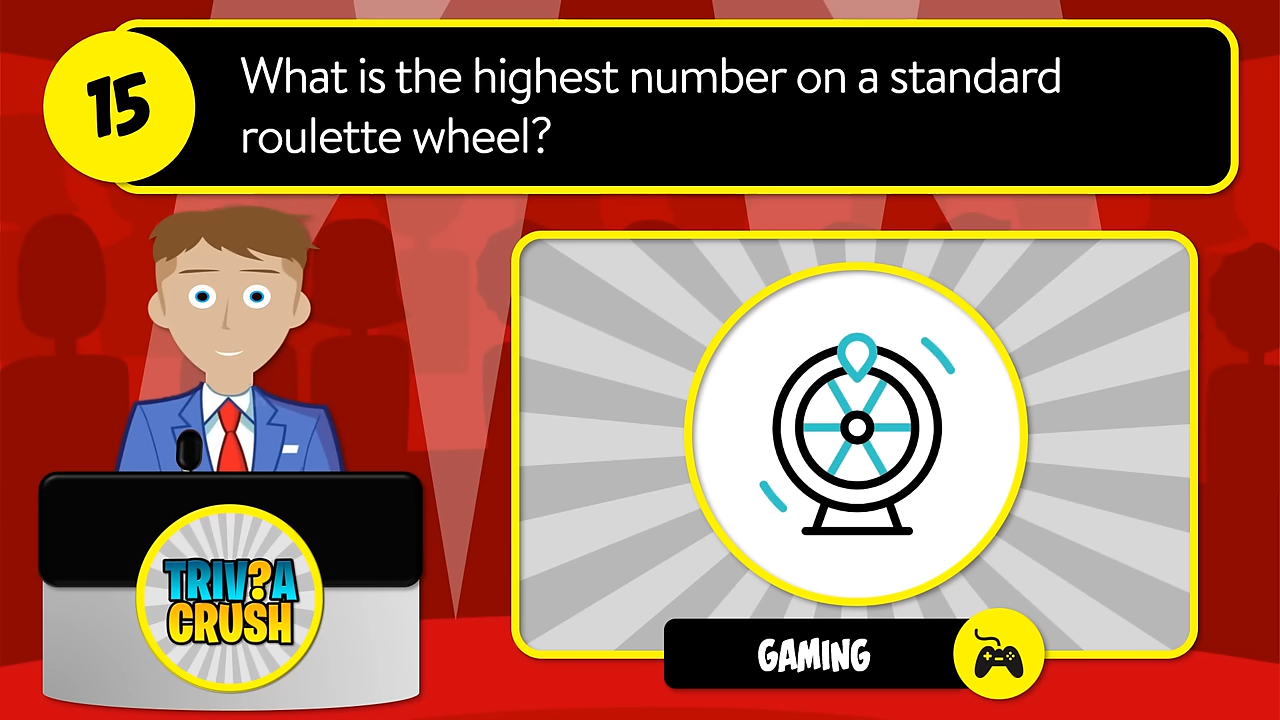 15
What is the highest number on a standard
roulette wheel?
TRIV?A
CRUSH
GAMING